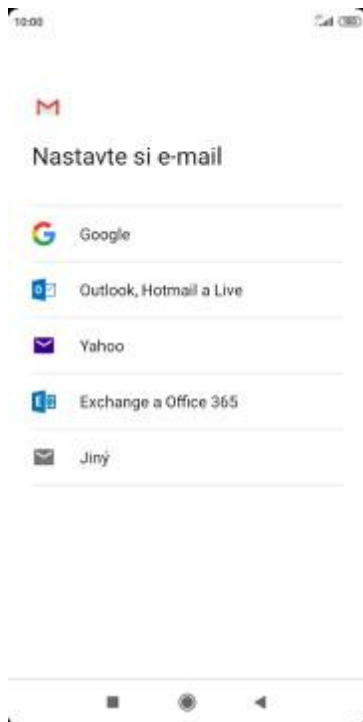 10:00
Nastavte si e-mail
Google
Outlook, Hotmail a Live
Yahoo
Exchange a Office 365
Jiný